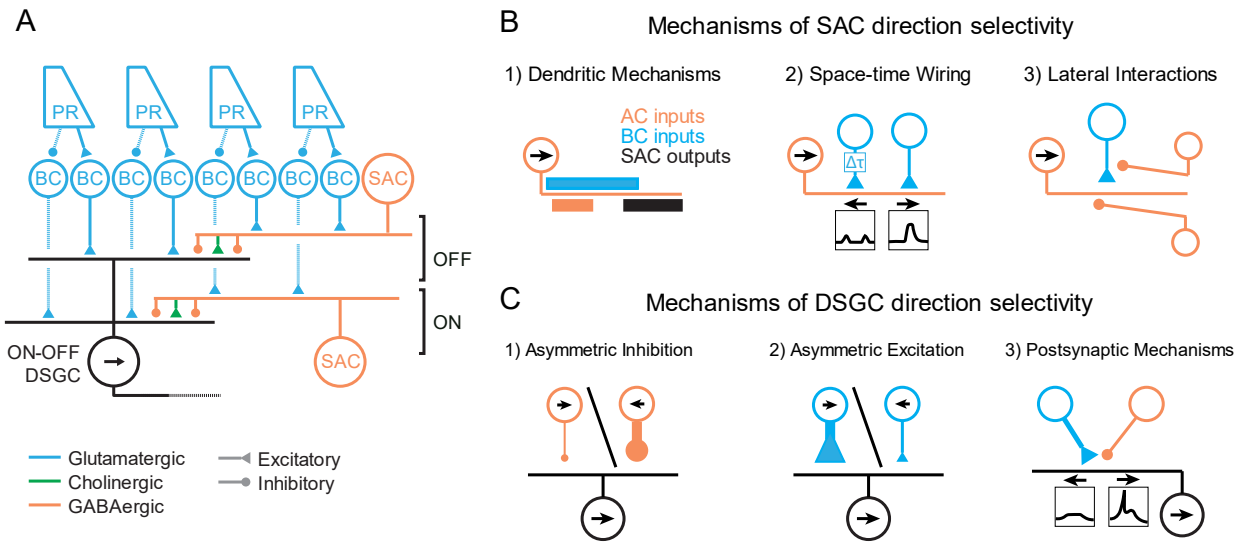 A
PR
PR
PR
PR
BC
BC
BC
BC
BC
BC
BC
BC
SAC
OFF
ON
SAC
ON-OFF
DSGC
Glutamatergic
Cholinergic
GABAergic
Excitatory
Inhibitory
B
Mechanisms of SAC direction selectivity
1) Dendritic Mechanisms
AC inputs
BC inputs
SAC outputs
2) Space-time Wiring
Δτ
3) Lateral Interactions
C
Mechanisms of DSGC direction selectivity
1) Asymmetric Inhibition
2) Asymmetric Excitation
3) Postsynaptic Mechanisms